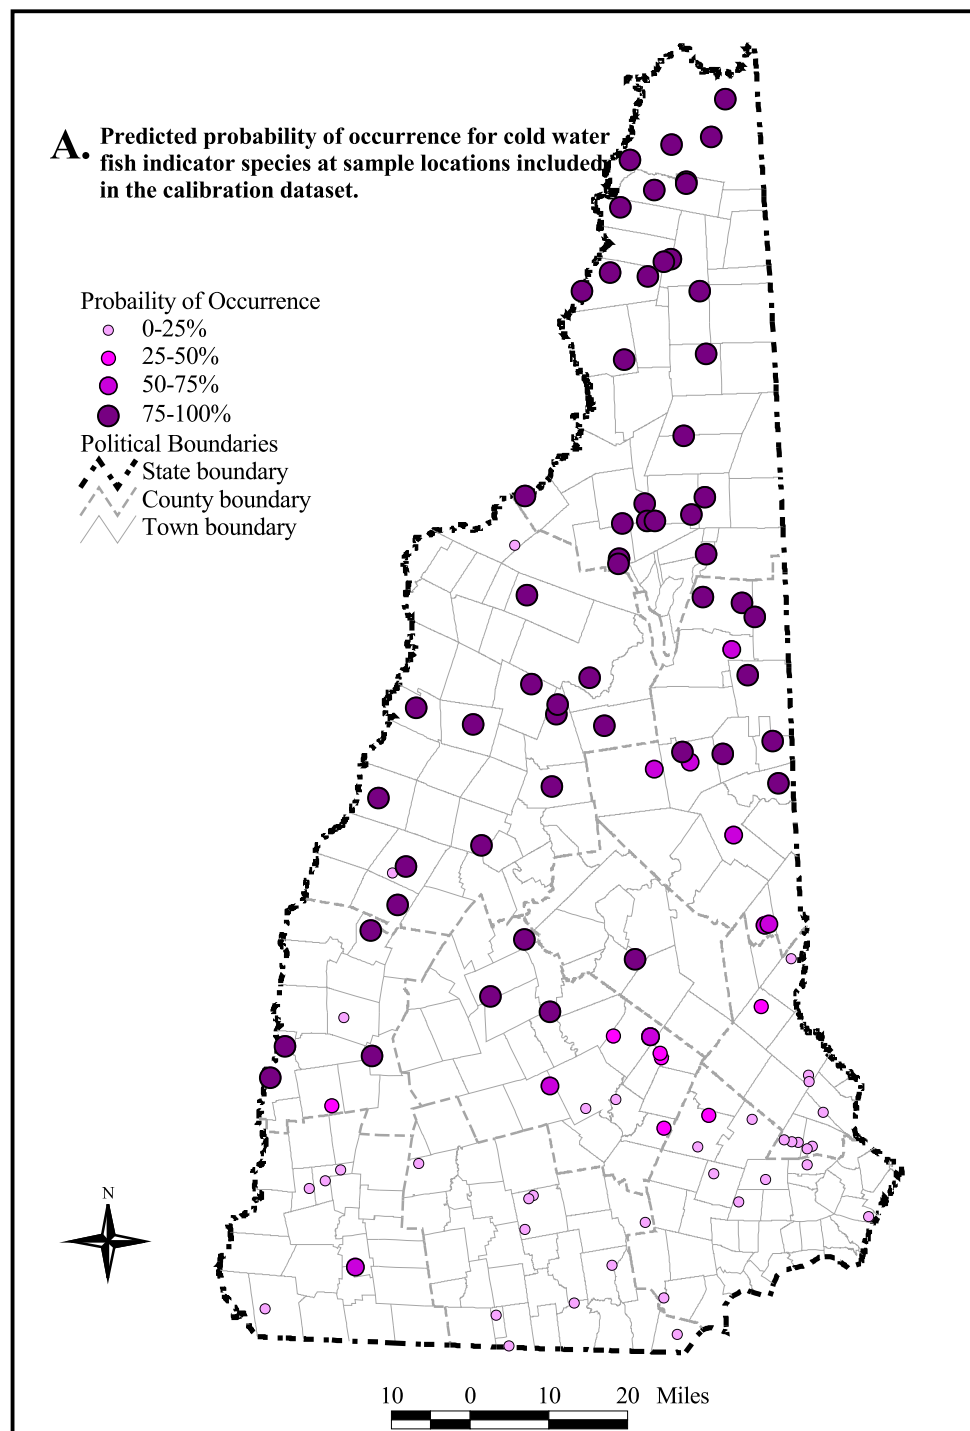 A. Predicted probability of occurrence for cold water
fish indicator species at sample locations included
in the calibration dataset.
Probaility of Occurrence
0-25%
25-50%
50-75%
75-100%
Political Boundaries
State boundary
County boundary
Town boundary
N
10 0 10 20 Miles